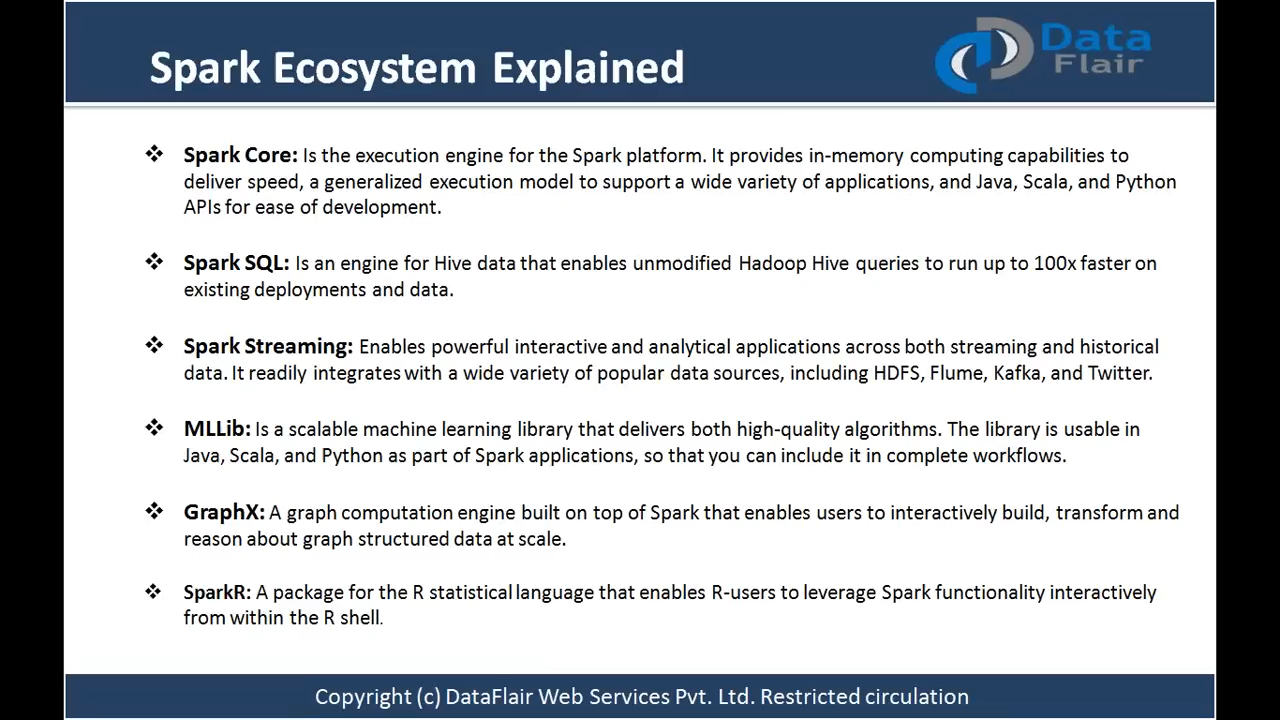 Spark Ecosystem Explained
Data
Flair
❖ Spark Core: Is the execution engine for the Spark platform. It provides in-memory computing capabilities to
deliver speed, a generalized execution model to support a wide variety of applications, and Java, Scala, and Python
APIs for ease of development.
❖ Spark SQL: Is an engine for Hive data that enables unmodified Hadoop Hive queries to run up to 100x faster on
existing deployments and data.
❖ Spark Streaming: Enables powerful interactive and analytical applications across both streaming and historical
data. It readily integrates with a wide variety of popular data sources, including HDFS, Flume, Kafka, and Twitter.
❖ MLLib: Is a scalable machine learning library that delivers both high-quality algorithms. The library is usable in
Java, Scala, and Python as part of Spark applications, so that you can include it in complete workflows.
❖ GraphX: A graph computation engine built on top of Spark that enables users to interactively build, transform and
reason about graph structured data at scale.
❖ SparkR: A package for the R statistical language that enables R-users to leverage Spark functionality interactively
from within the R shell.
Copyright (c) DataFlair Web Services Pvt. Ltd. Restricted circulation